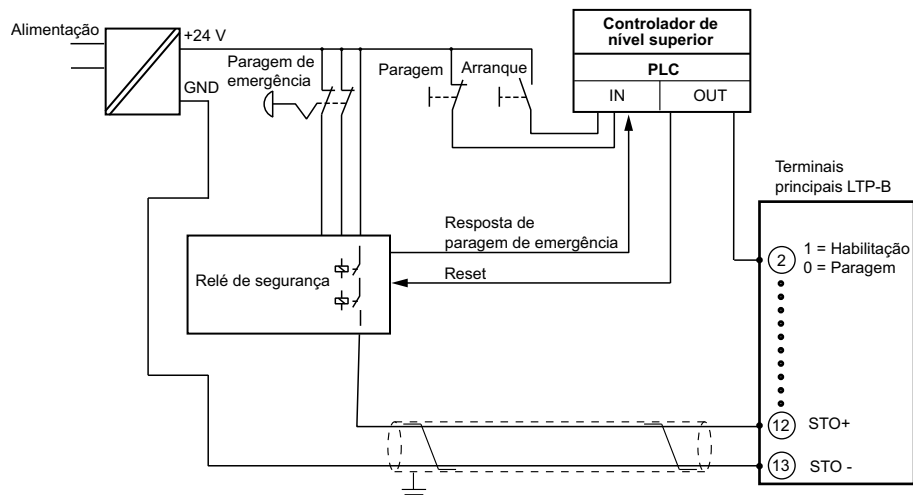 Alimentação
+24 V
GND
Paragem de
emergência
Paragem
Arranque
Controlador de
nível superior
PLC
IN
OUT
Terminais
principais LTP-B
Resposta de
paragem de emergência
Reset
Relé de segurança
2
1 = Habilitação
0 = Paragem
12
STO+
13
STO -